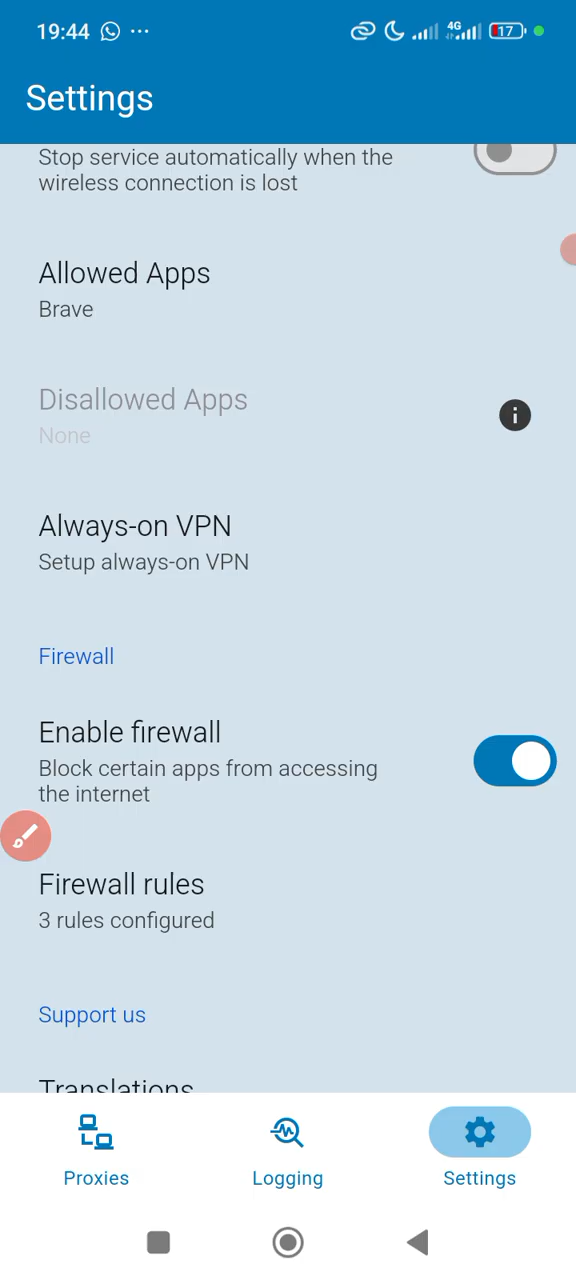 19:44
4G
17
Settings
Stop service automatically when the
wireless connection is lost
Allowed Apps
Brave
Disallowed Apps
None
Always-on VPN
Setup always-on VPN
Firewall
Enable firewall
Block certain apps from accessing
the internet
Firewall rules
3 rules configured
Support us
Translations
Proxies
Logging
Settings